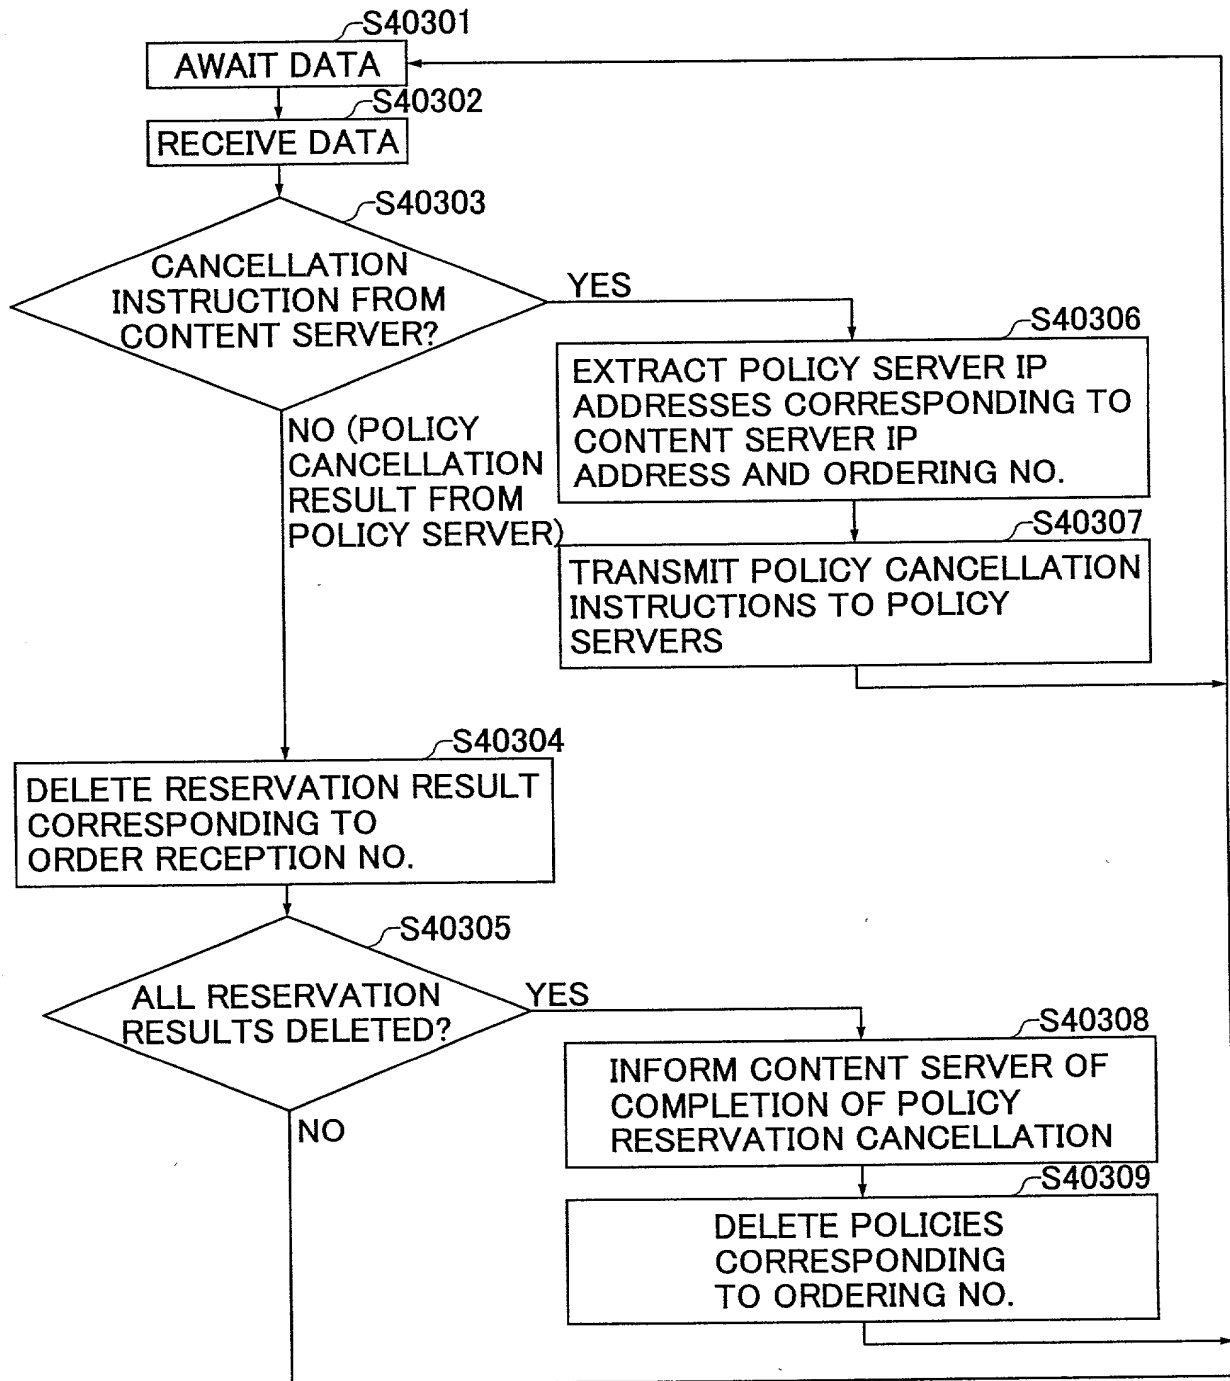 S40301
AWAIT DATA
S40302
RECEIVE DATA
S40303
CANCELLATION
INSTRUCTION FROM
CONTENT SERVER?
YES
S40306
EXTRACT POLICY SERVER IP
ADDRESSES CORRESPONDING TO
CONTENT SERVER IP
ADDRESS AND ORDERING NO.
NO (POLICY
CANCELLATION
RESULT FROM
POLICY SERVER)
S40307
TRANSMIT POLICY CANCELLATION
INSTRUCTIONS TO POLICY
SERVERS
S40304
DELETE RESERVATION RESULT
CORRESPONDING TO
ORDER RECEPTION NO.
S40305
ALL RESERVATION
RESULTS DELETED?
YES
S40308
INFORM CONTENT SERVER OF
COMPLETION OF POLICY
RESERVATION CANCELLATION
NO
S40309
DELETE POLICIES
CORRESPONDING
TO ORDERING NO.